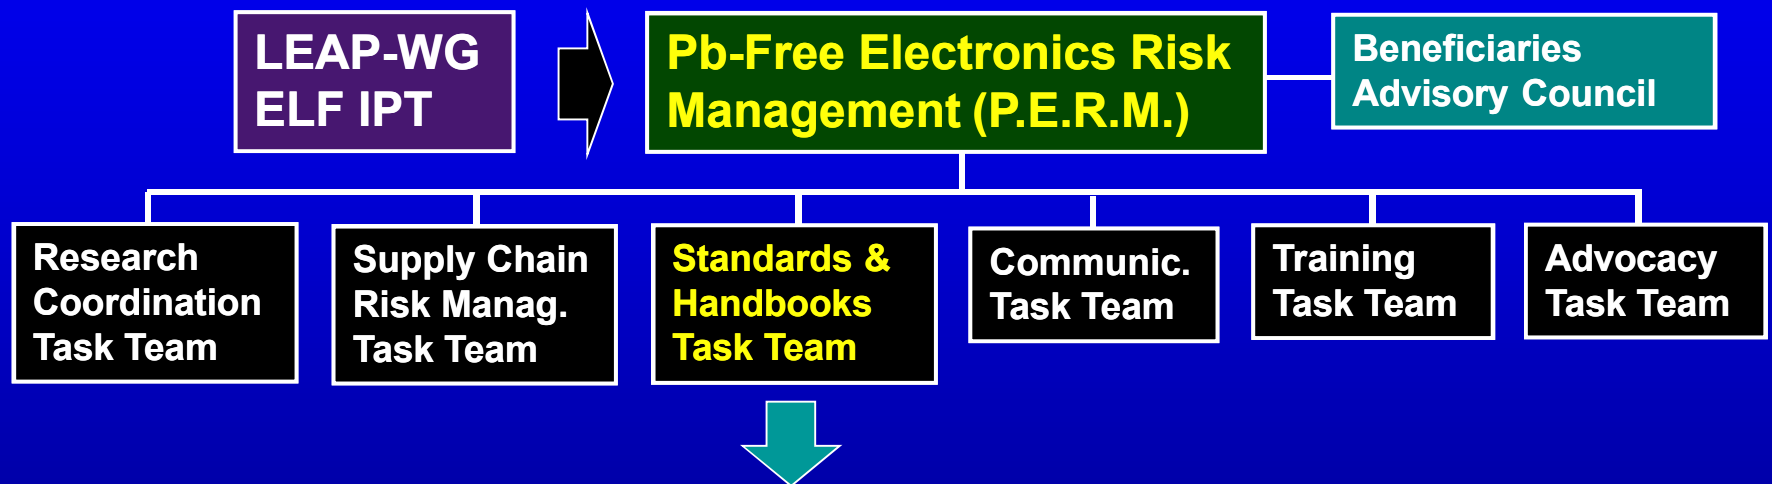 LEAP-WG
ELF IPT
Pb-Free Electronics Risk
Management (P.E.R.M.)
Beneficiaries
Advisory Council
Research
Coordination
Task Team
Supply Chain
Risk Manag.
Task Team
Standards &
Handbooks
Task Team
Communic.
Task Team
Training
Task Team
Advocacy
Task Team